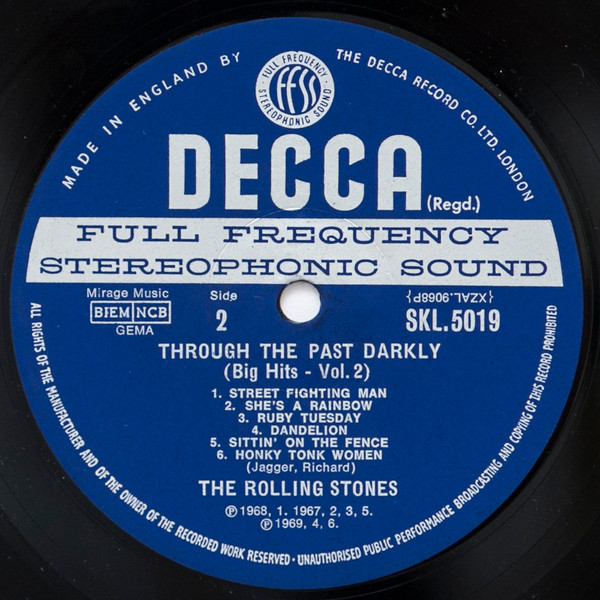 MADE IN ENGLAND BY
THE DECCA RECORD CO. LTD. LONDON
FULL FREQUENCY
FFSS
STEREOPHONIC SOUND
DECCA (Regd.)
FULL FREQUENCY
STEREOPHONIC SOUND
Mirage Music
BIEM NCB
GEMA
Side
2
{XZAL.9068P}
SKL.5019
THROUGH THE PAST DARKLY
(Big Hits - Vol. 2)
1. STREET FIGHTING MAN
2. SHE'S A RAINBOW
3. RUBY TUESDAY
4. DANDELION
5. SITTIN' ON THE FENCE
6. HONKY TONK WOMEN
(Jagger, Richard)
THE ROLLING STONES
℗ 1968, 1. 1967, 2, 3, 5.
℗ 1969, 4, 6.
ALL RIGHTS OF THE MANUFACTURER AND OF THE OWNER OF THE RECORDED WORK RESERVED · UNAUTHORISED PUBLIC PERFORMANCE BROADCASTING AND COPYING OF THIS RECORD PROHIBITED